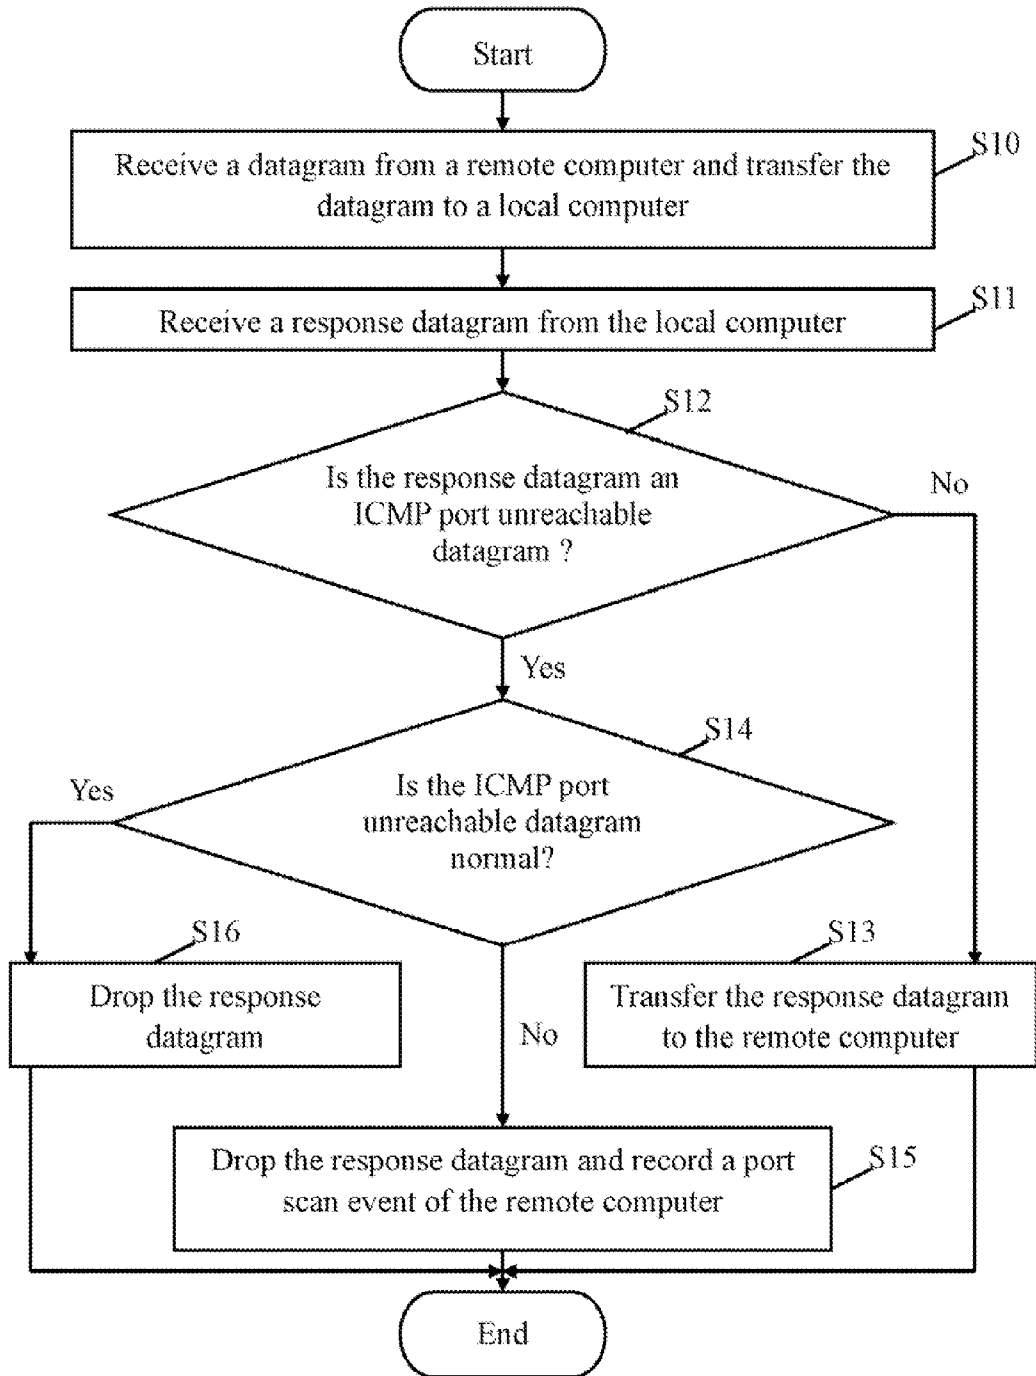 Start
S10
Receive a datagram from a remote computer and transfer the
datagram to a local computer
S11
Receive a response datagram from the local computer
S12
Is the response datagram an
ICMP port unreachable
datagram ?
No
Yes
S14
Yes
Is the ICMP port
unreachable datagram
normal?
S16
S13
Drop the response
datagram
No
Transfer the response datagram
to the remote computer
S15
Drop the response datagram and record a port
scan event of the remote computer
End